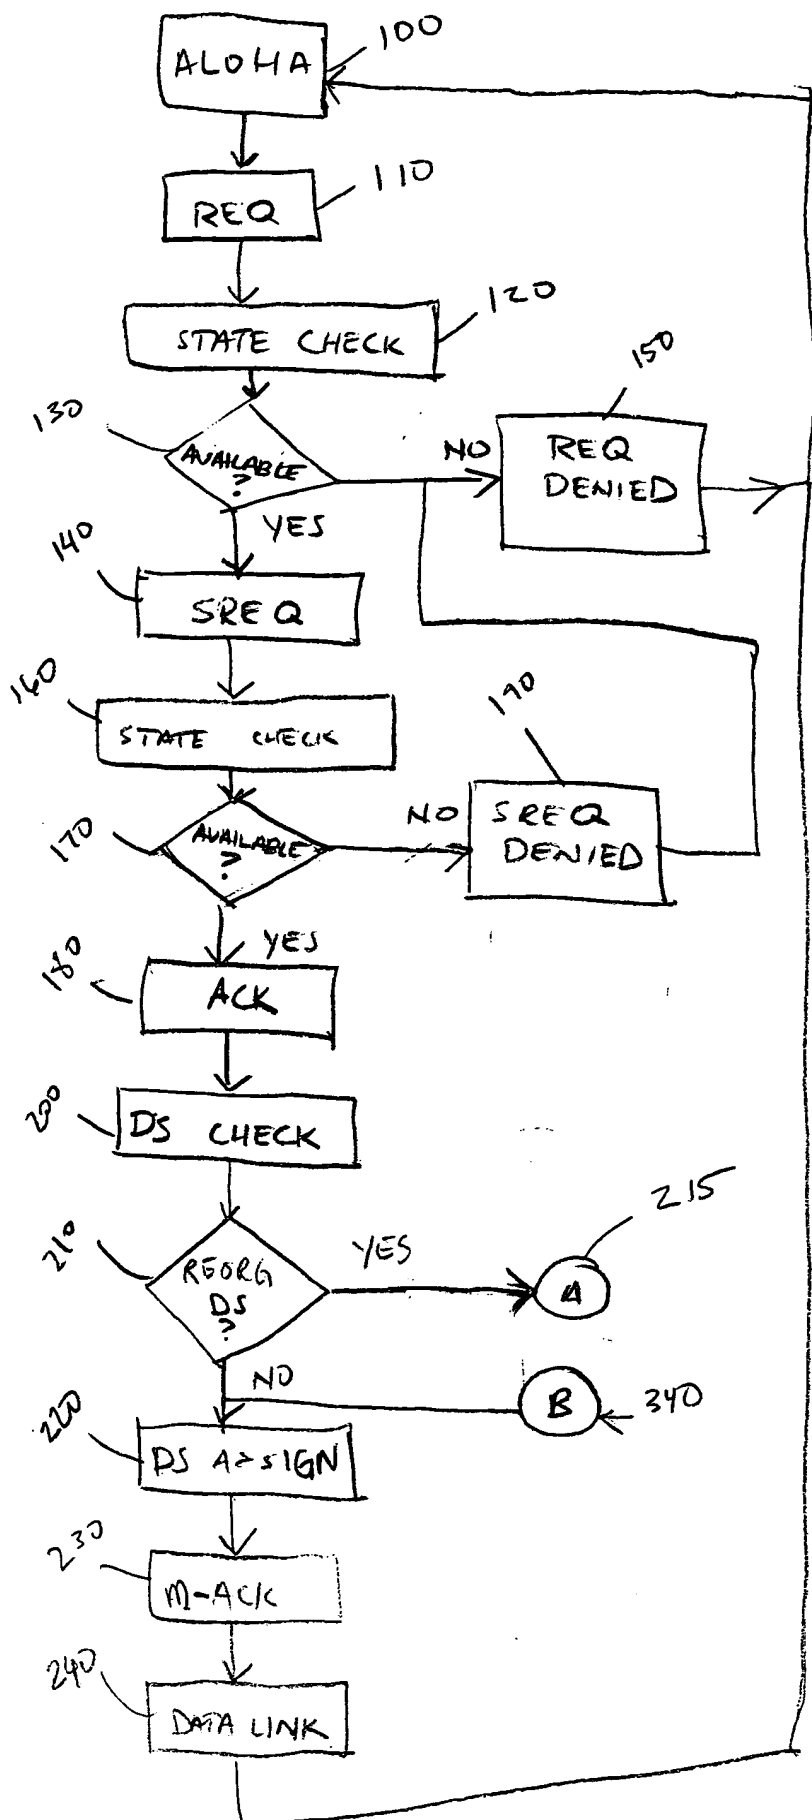 100
ALOHA
110
REQ
120
STATE CHECK
150
130
AVAILABLE
?
NO
REQ
DENIED
YES
140
SREQ
160
STATE CHECK
190
170
AVAILABLE
?
NO
SREQ
DENIED
YES
180
ACK
200
DS CHECK
215
210
REORG
DS
?
YES
A
NO
B
340
220
DS ASSIGN
230
M-ACK
240
DATA LINK